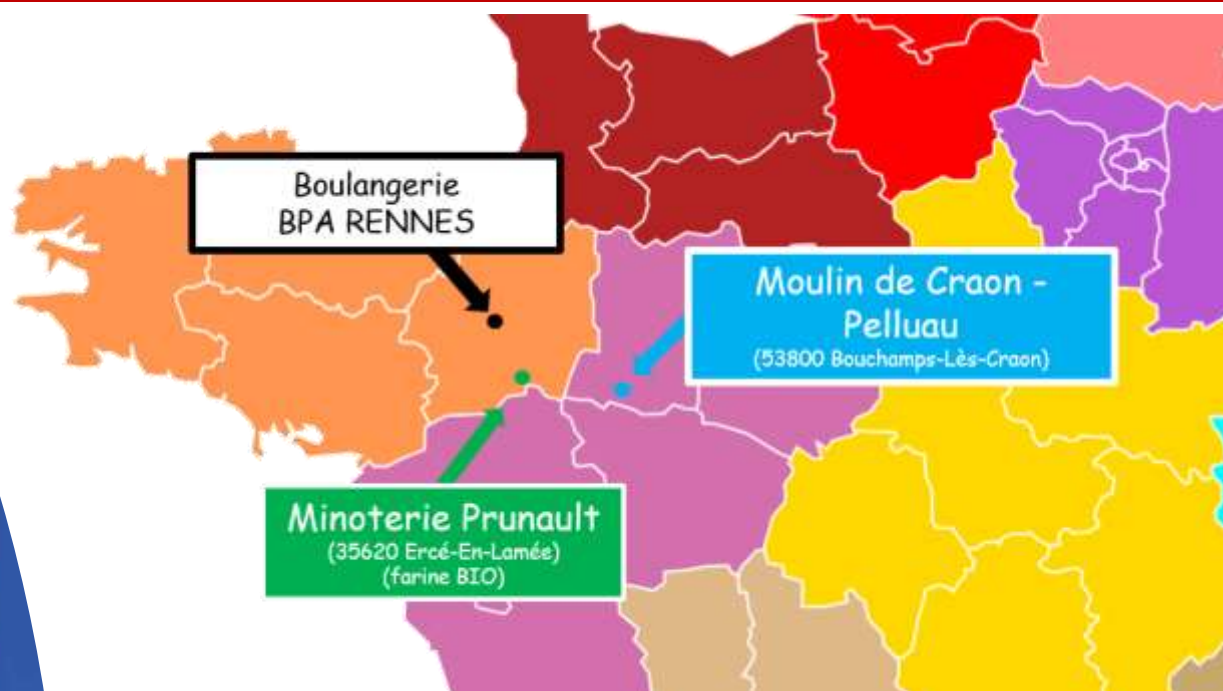 Boulangerie
BPA RENNES
Moulin de Craon -
Pelluau
(53800 Bouchamps-Lès-Craon)
Minoterie Prunault
(35620 Ercé-En-Lamée)
(farine BIO)